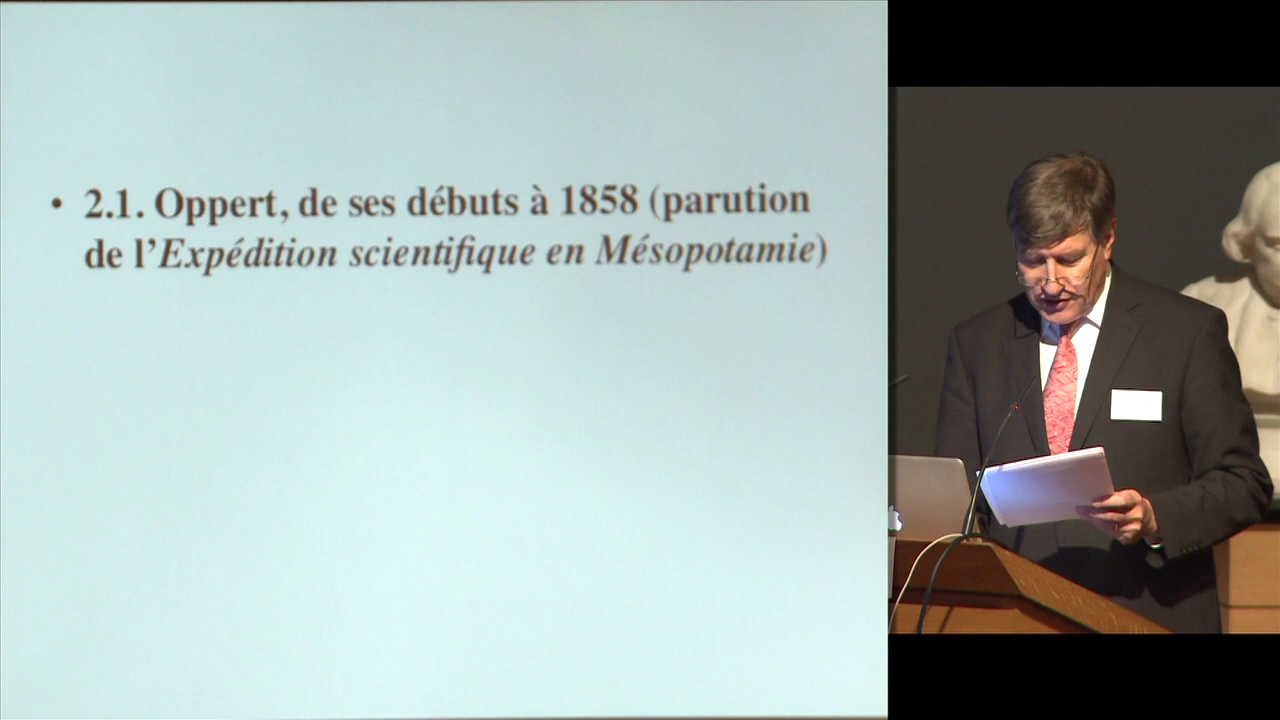 • 2.1. Oppert, de ses débuts à 1858 (parution
de l’Expédition scientifique en Mésopotamie)